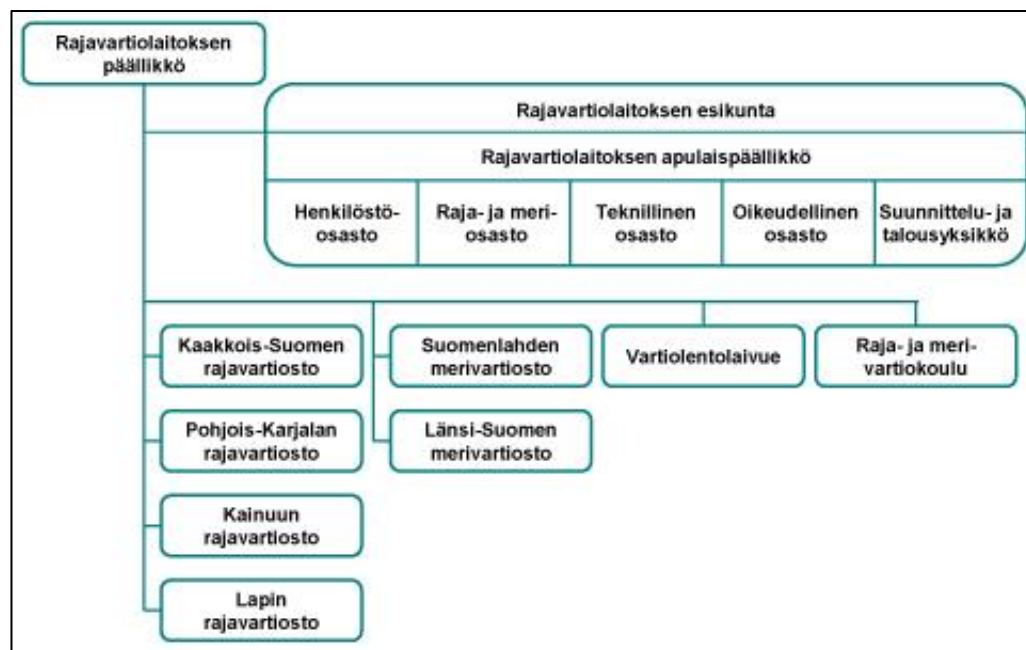 Rajavartiolaitoksen
päällikkö
Rajavartiolaitoksen esikunta
Rajavartiolaitoksen apulaispäällikkö
Henkilöstö-
osasto
Raja- ja meri-
osasto
Teknillinen
osasto
Oikeudellinen
osasto
Suunnittelu- ja
talousyksikkö
Kaakkois-Suomen
rajavartiosto
Suomenlahden
merivartiosto
Vartiolentolaivue
Raja- ja meri-
vartiokoulu
Pohjois-Karjalan
rajavartiosto
Länsi-Suomen
merivartiosto
Kainuun
rajavartiosto
Lapin
rajavartiosto